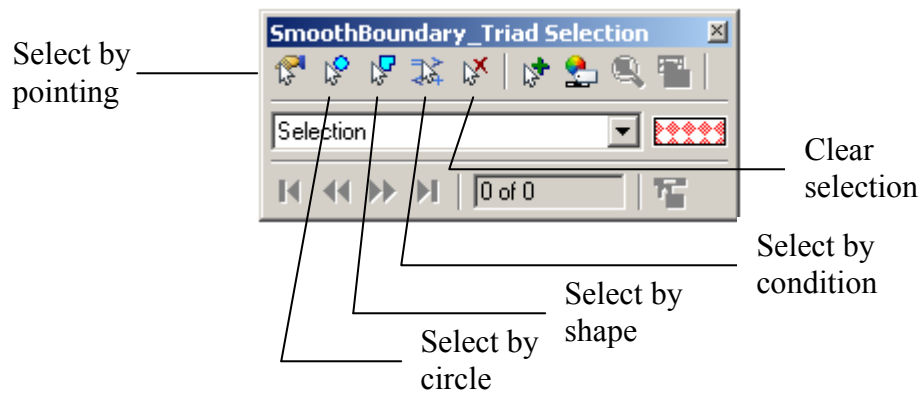 SmoothBoundary_Triad Selection
Select by
pointing
Selection
Clear
selection
0 of 0
Select by
condition
Select by
shape
Select by
circle